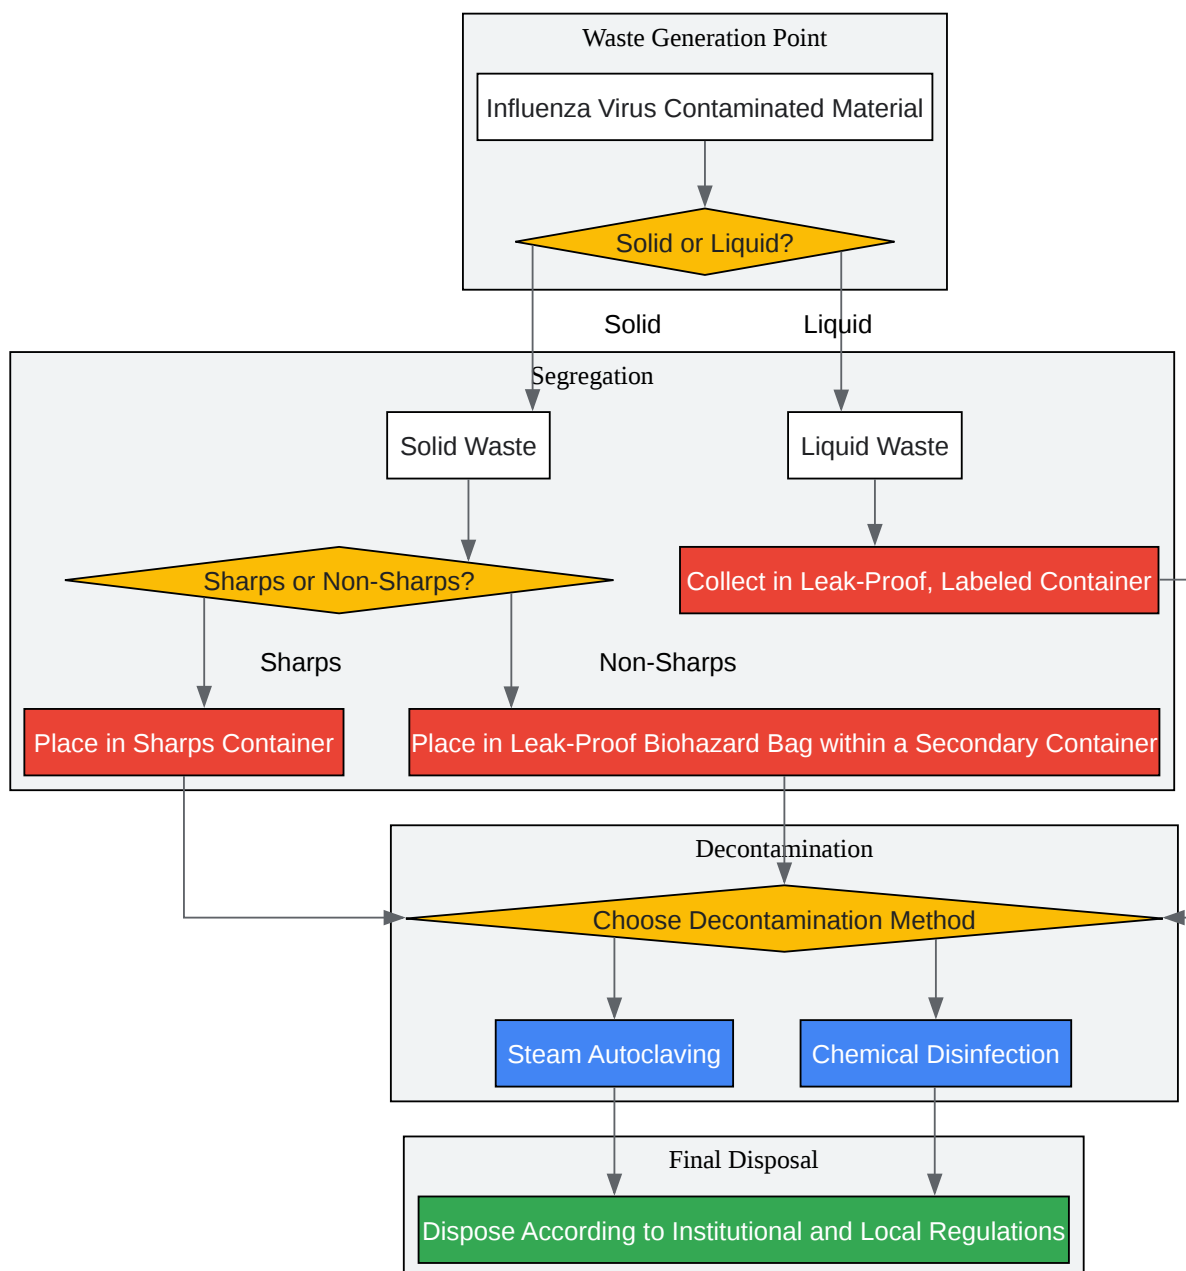 Waste Generation Point
Influenza Virus Contaminated Material
Solid or Liquid?
Solid
Liquid
Segregation
Solid Waste
Liquid Waste
Sharps or Non-Sharps?
Collect in Leak-Proof, Labeled Container
Sharps
Non-Sharps
Place in Sharps Container
Place in Leak-Proof Biohazard Bag within a Secondary Container
Decontamination
Choose Decontamination Method
Steam Autoclaving
Chemical Disinfection
Final Disposal
Dispose According to Institutional and Local Regulations